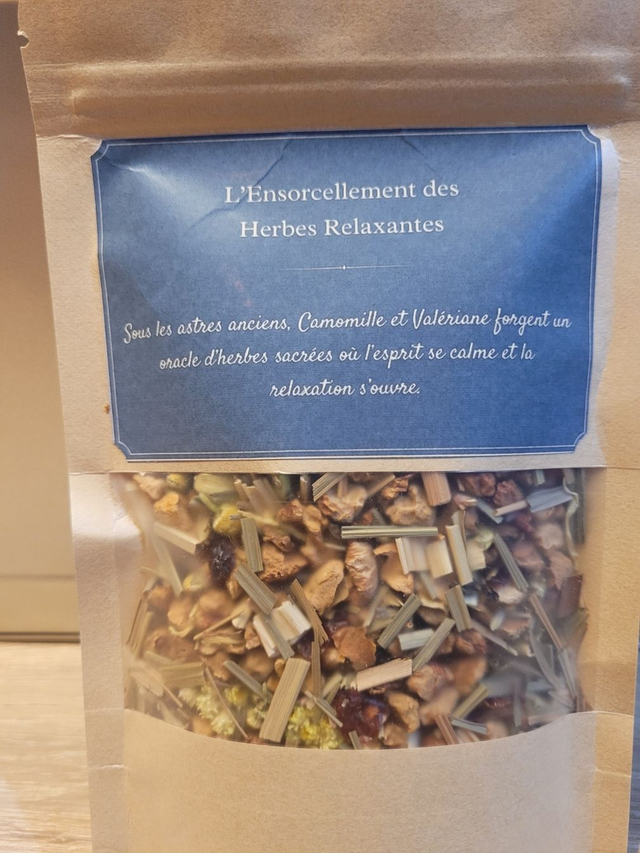 L'Ensorcellement des
Herbes Relaxantes
Sous les astres anciens, Camomille et Valériane forgent un
oracle d'herbes sacrées où l'esprit se calme et la
relaxation s'ouvre.